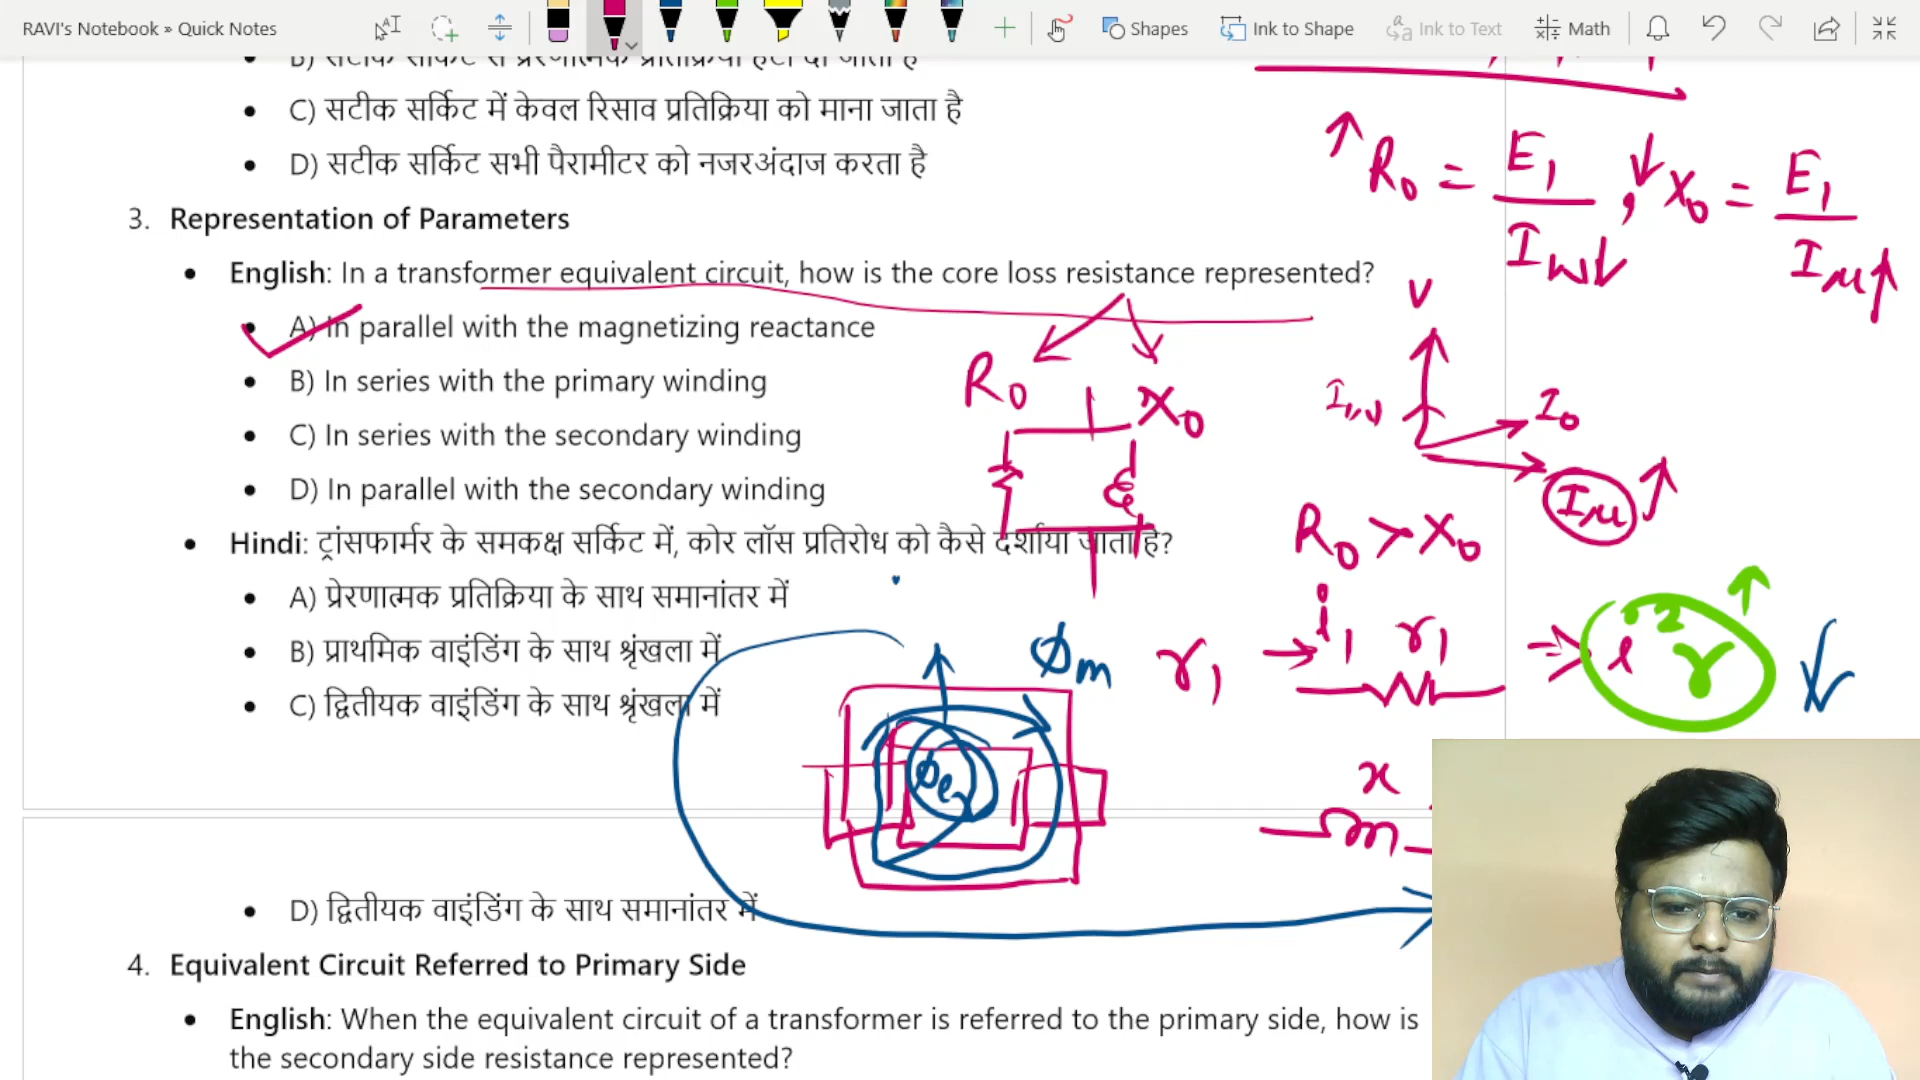 RAVI's Notebook » Quick Notes
Shapes
Ink to Shape
Ink to Text
Math
C) सटीक सर्किट में केवल रिसाव प्रतिक्रिया को माना जाता है
D) सटीक सर्किट सभी पैरामीटर को नजरअंदाज करता है
R₀ = E₁ / Iw, X₀ = E₁ / Iμ
3. Representation of Parameters
English: In a transformer equivalent circuit, how is the core loss resistance represented?
A) In parallel with the magnetizing reactance
B) In series with the primary winding
C) In series with the secondary winding
D) In parallel with the secondary winding
R₀
X₀
V
Iw
I₀
Iμ
R₀ > X₀
Hindi: ट्रांसफार्मर के समकक्ष सर्किट में, कोर लॉस प्रतिरोध को कैसे दर्शाया जाता है?
A) प्रेरणात्मक प्रतिक्रिया के साथ समानांतर में
B) प्राथमिक वाइंडिंग के साथ श्रृंखला में
C) द्वितीयक वाइंडिंग के साथ श्रृंखला में
ϕm
r₁
i₁
r₁
i²r
x
D) द्वितीयक वाइंडिंग के साथ समानांतर में
4. Equivalent Circuit Referred to Primary Side
English: When the equivalent circuit of a transformer is referred to the primary side, how is
the secondary side resistance represented?